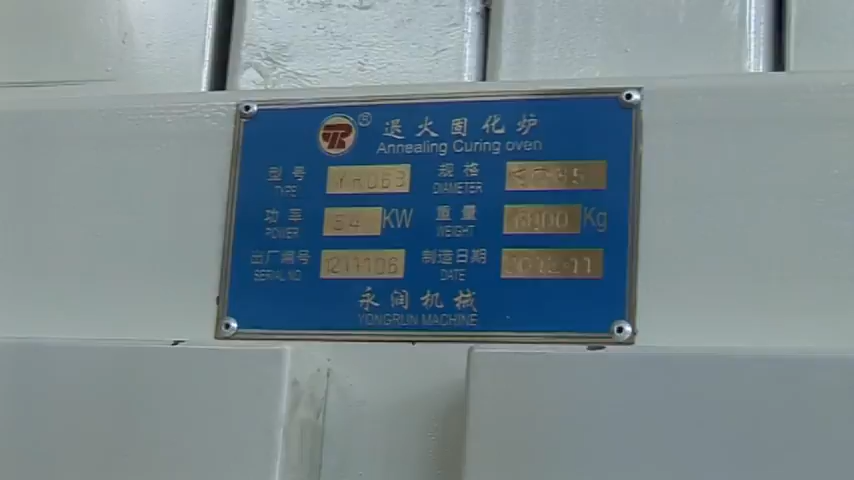 ® 退火固化炉
Annealing Curing oven
型号 规格
TYPE DIAMETER
功率 54 KW 重量 Kg
POWER WEIGHT
出厂编号 1211106 制造日期 2012.11
SERIAL NO. DATE
永润机械
YONGRUN MACHINE